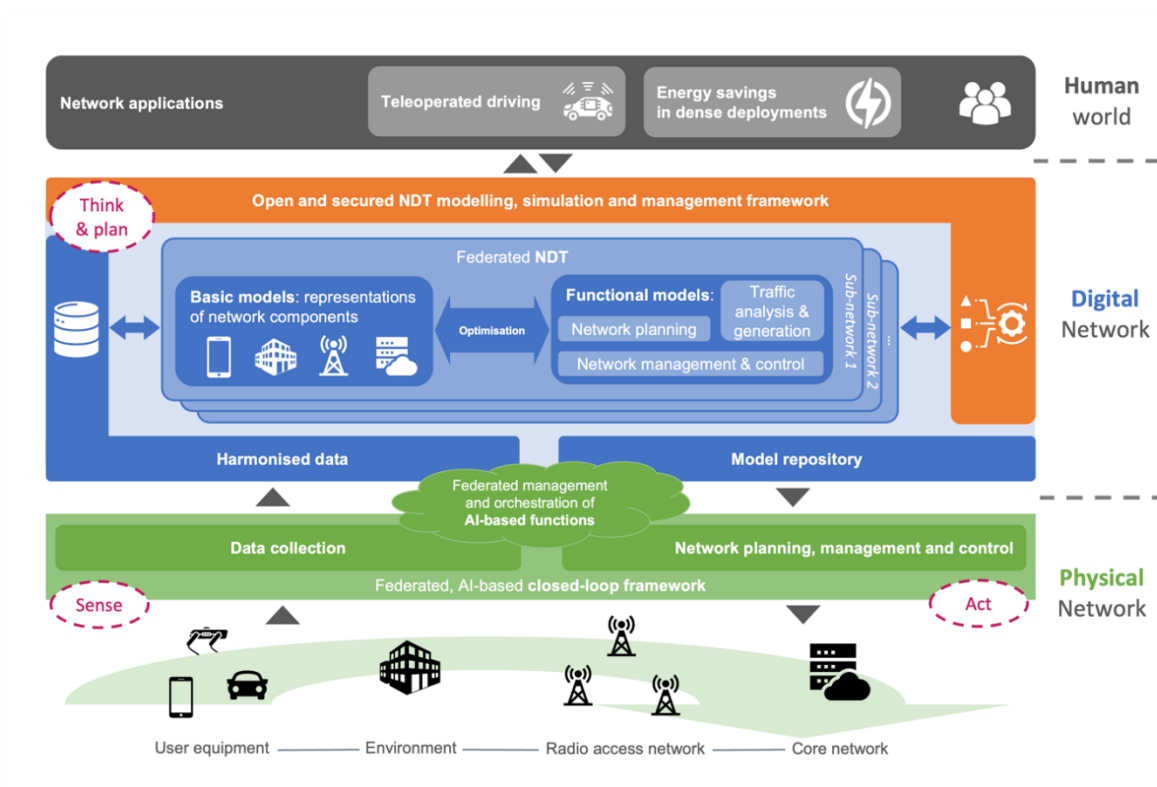 Network applications
Teleoperated driving
Energy savings
in dense deployments
Human
world
Think
& plan
Open and secured NDT modelling, simulation and management framework
Federated NDT
Basic models: representations
of network components
Optimisation
Functional models:
Traffic
analysis &
generation
Network planning
Network management & control
Sub-network 1
Sub-network 2
...
Digital
Network
Harmonised data
Model repository
Federated management
and orchestration of
AI-based functions
Data collection
Network planning, management and control
Federated, AI-based closed-loop framework
Sense
Act
Physical
Network
User equipment
Environment
Radio access network
Core network